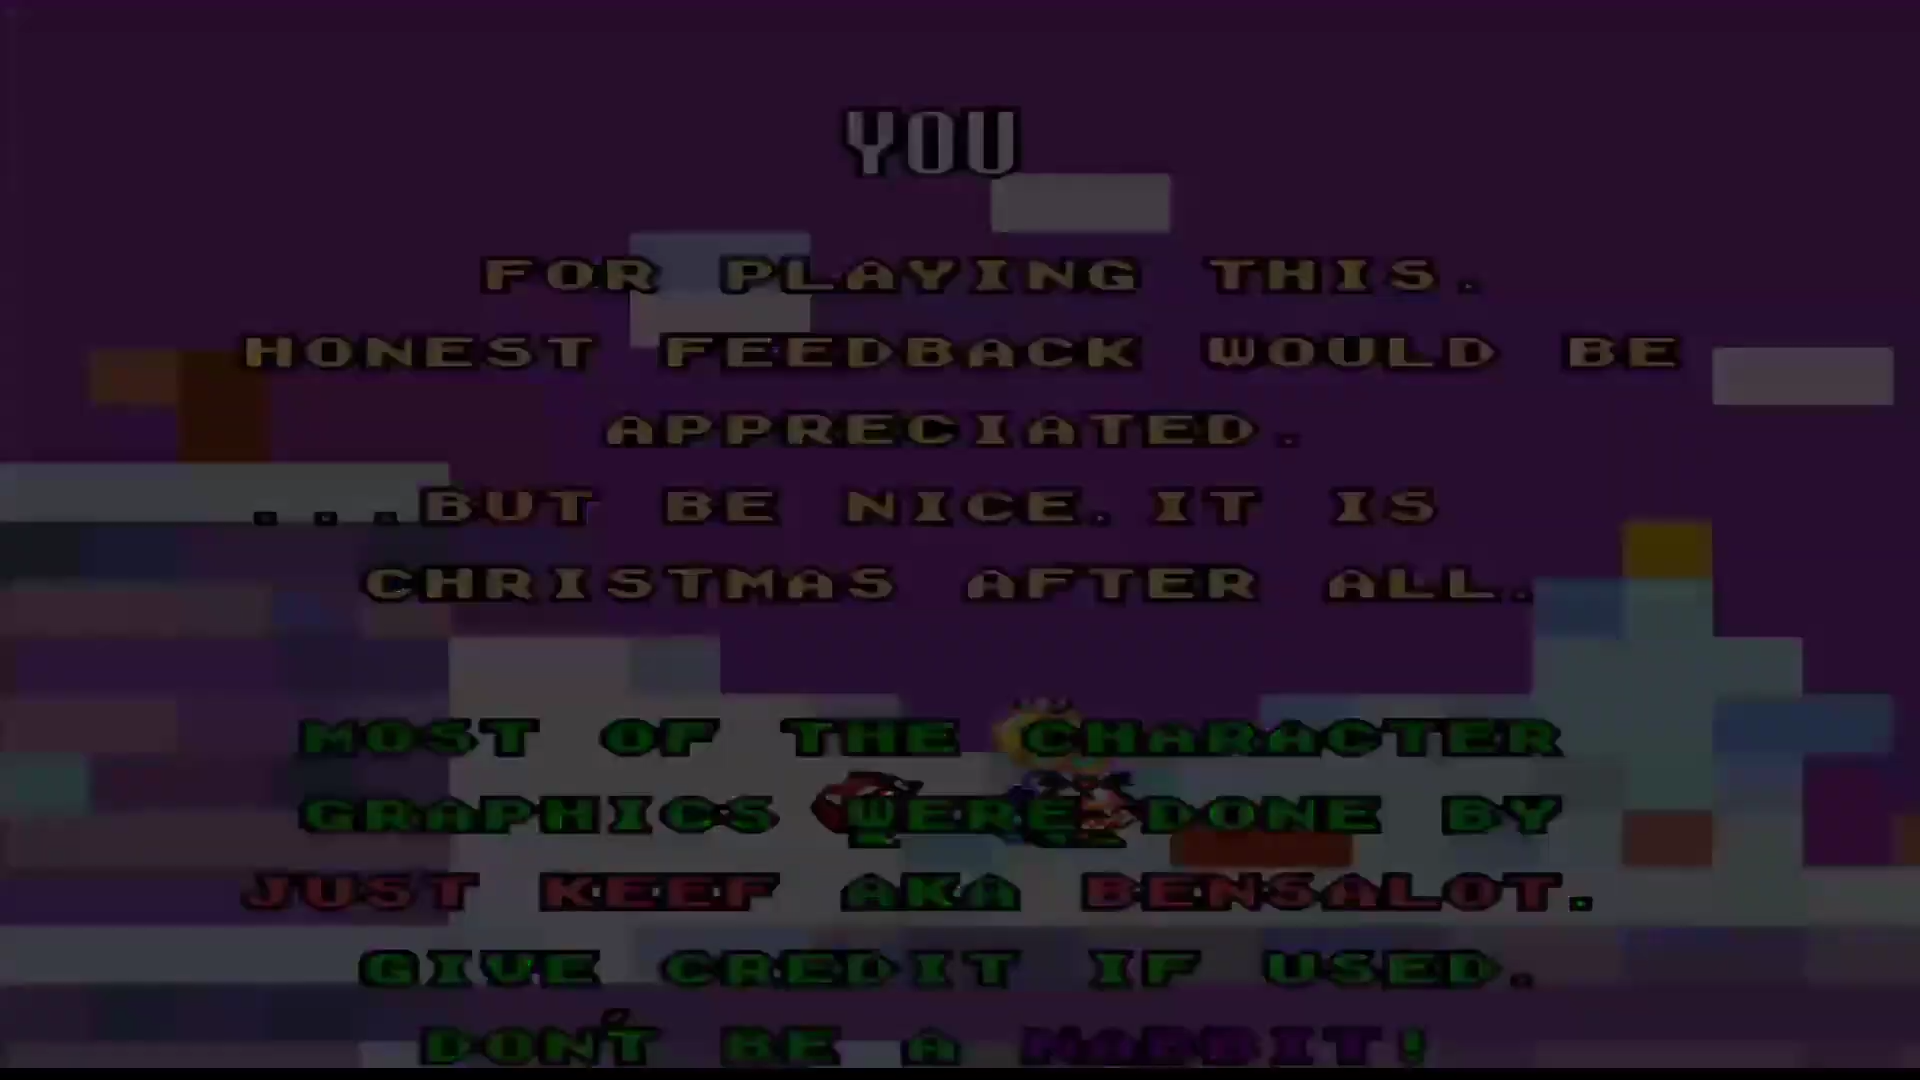 YOU
FOR PLAYING THIS.
HONEST FEEDBACK WOULD BE
APPRECIATED.
...BUT BE NICE. IT IS
CHRISTMAS AFTER ALL.
MOST OF THE CHARACTER
GRAPHICS WERE DONE BY
JUST KEEF AKA BENSALOT.
GIVE CREDIT IF USED.
DON'T BE A NABBIT!